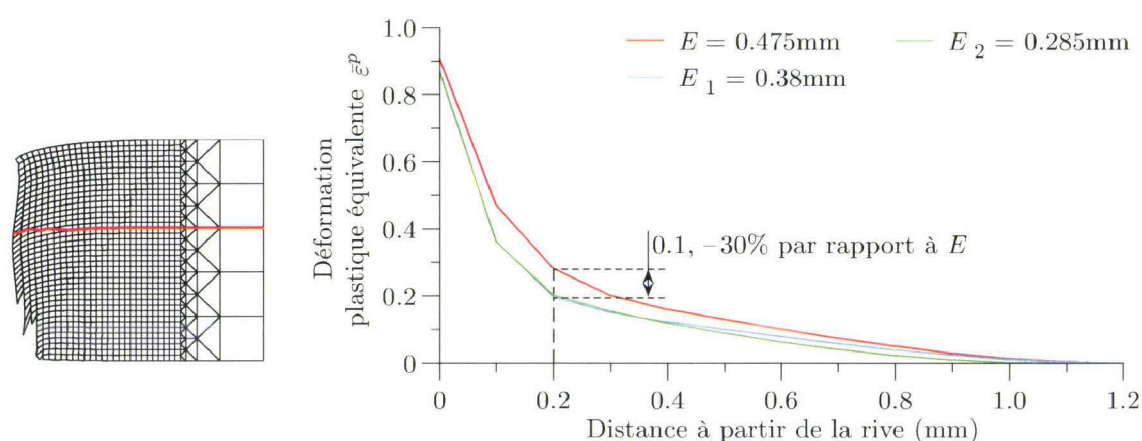 1.0
0.8
0.6
0.4
0.2
0
Déformation
plastique équivalente ε̄ᵖ
E = 0.475mm
E 2 = 0.285mm
E 1 = 0.38mm
0.1, –30% par rapport à E
0 0.2 0.4 0.6 0.8 1.0 1.2
Distance à partir de la rive (mm)